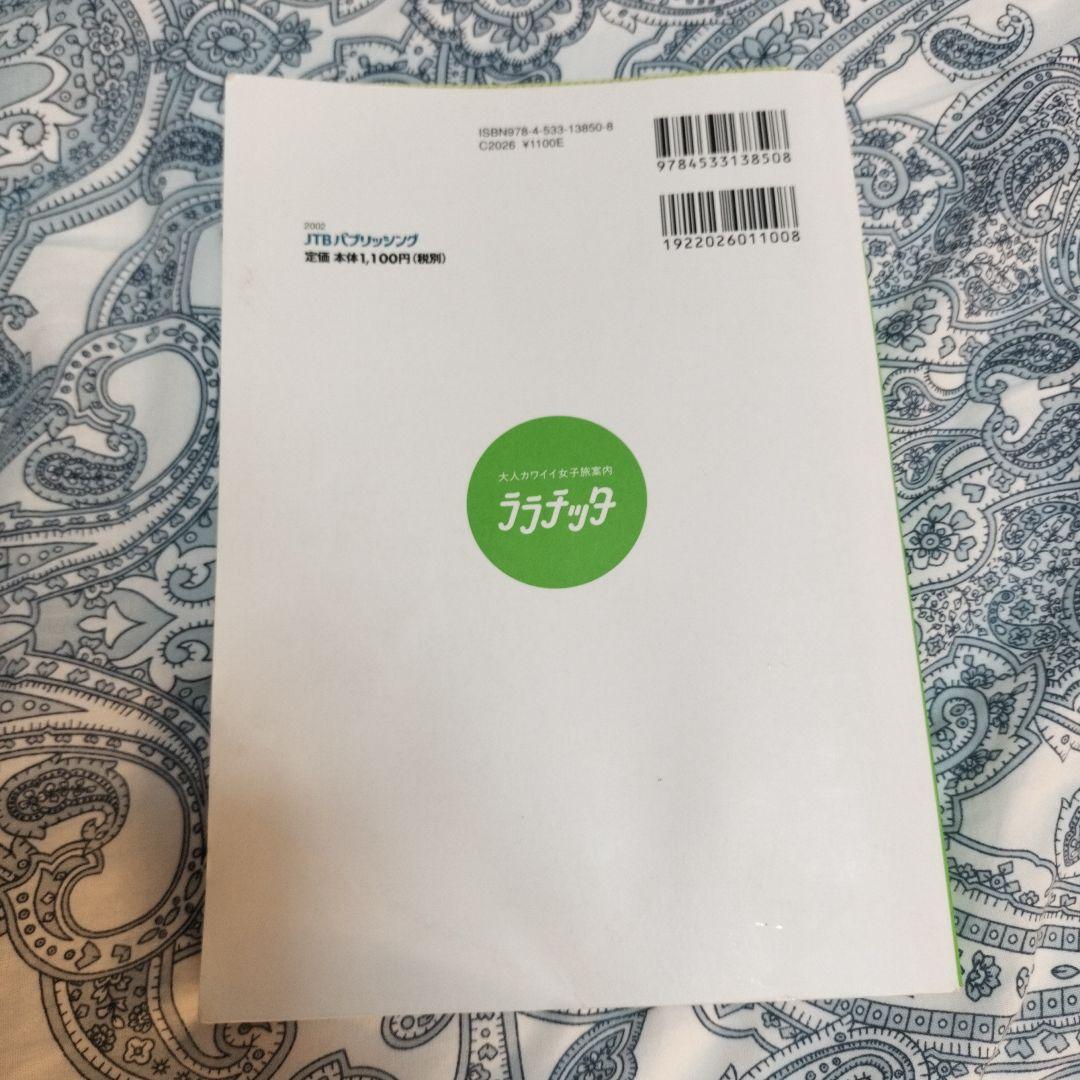 ISBN978-4-533-13850-8
C2026 ¥1100E
9784533138508
1922026011008
2002
JTBパブリッシング
定価 本体1,100円(税別)
大人カワイイ女子旅案内
ララチッタ